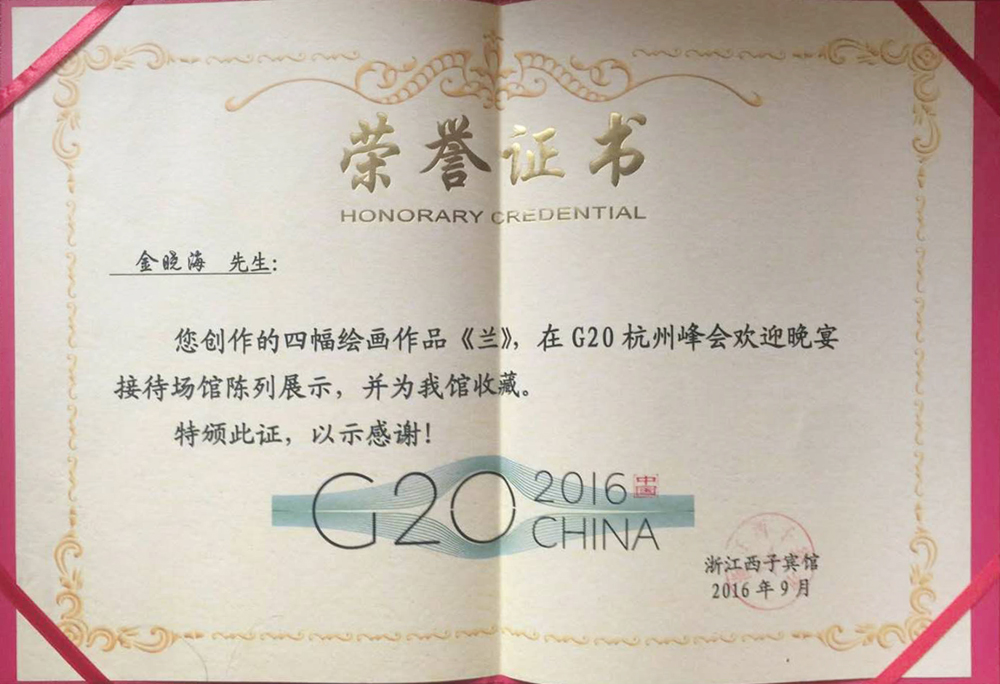 荣誉证书
HONORARY CREDENTIAL
金晓海 先生:
您创作的四幅绘画作品《兰》，在G20杭州峰会欢迎晚宴
接待场馆陈列展示，并为我馆收藏。
特颁此证，以示感谢！
G20 2016 中国
CHINA
浙江西子宾馆
2016年9月